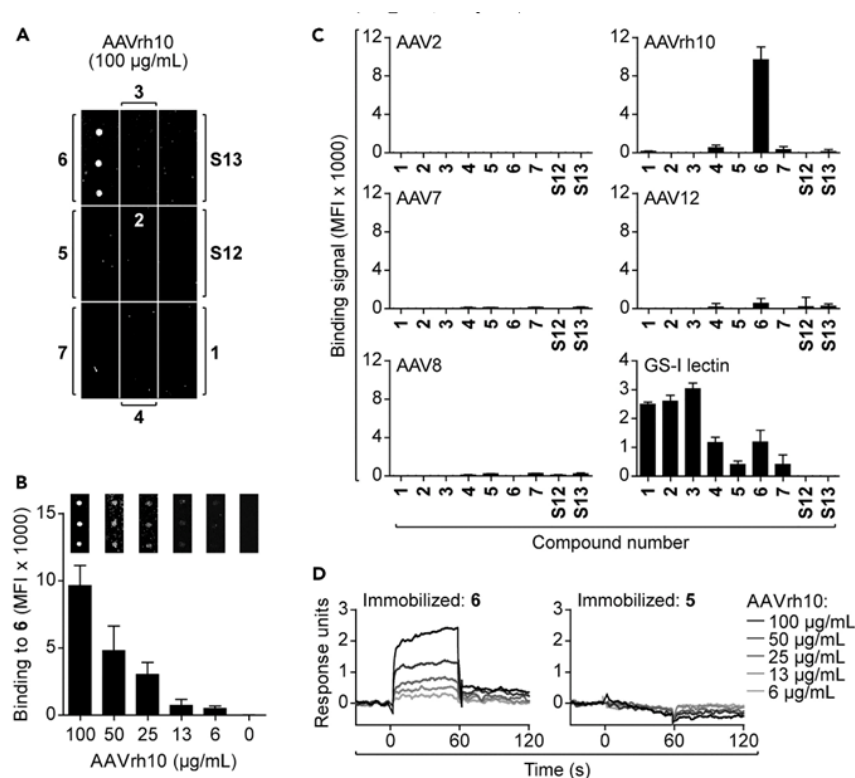 A
AAVrh10
(100 µg/mL)
3
6
S13
2
5
S12
7
1
4
B
Binding to 6 (MFI x 1000)
15
10
5
0
100 50 25 13 6 0
AAVrh10 (µg/mL)
C
Binding signal (MFI x 1000)
AAV2
12
8
4
0
1 2 3 4 5 6 7 S12 S13
AAVrh10
12
8
4
0
1 2 3 4 5 6 7 S12 S13
AAV7
12
8
4
0
1 2 3 4 5 6 7 S12 S13
AAV12
12
8
4
0
1 2 3 4 5 6 7 S12 S13
AAV8
12
8
4
0
1 2 3 4 5 6 7 S12 S13
GS-I lectin
4
3
2
1
0
1 2 3 4 5 6 7 S12 S13
Compound number
D
Response units
Immobilized: 6
3
2
1
0
0 60 120
Immobilized: 5
3
2
1
0
0 60 120
Time (s)
AAVrh10:
100 µg/mL
50 µg/mL
25 µg/mL
13 µg/mL
6 µg/mL